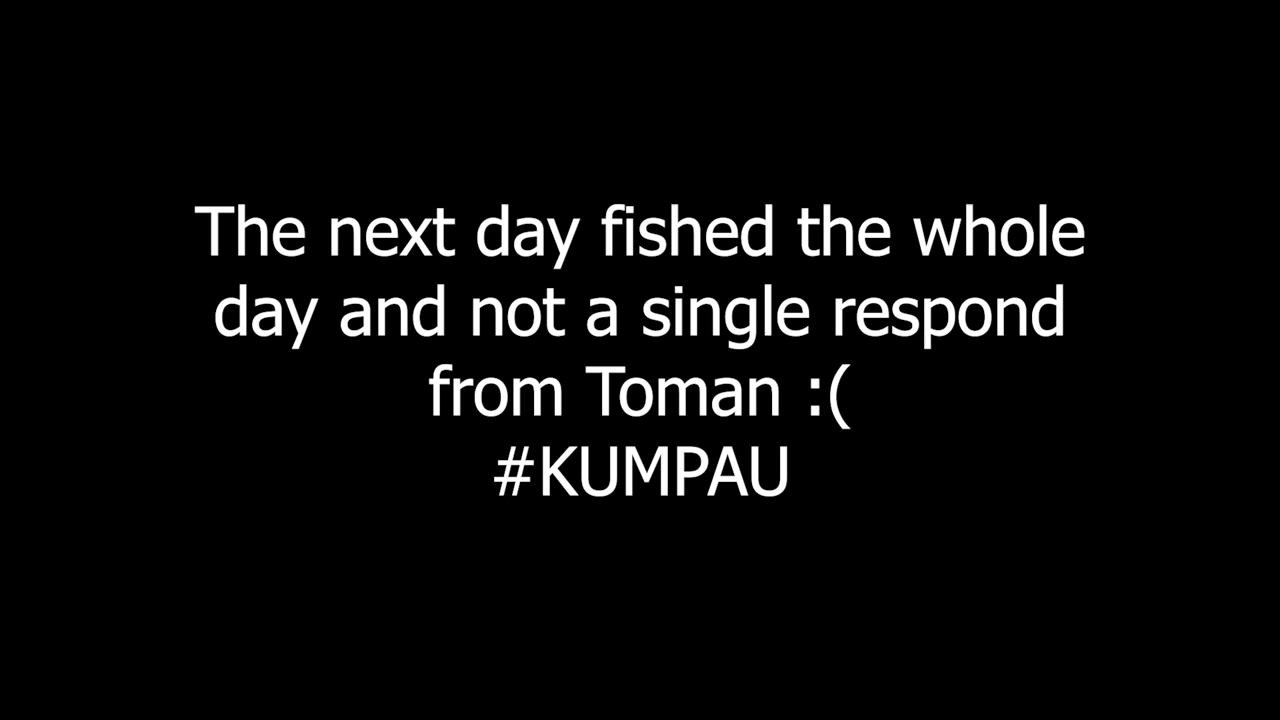 The next day fished the whole
day and not a single respond
from Toman :(
#KUMPAU